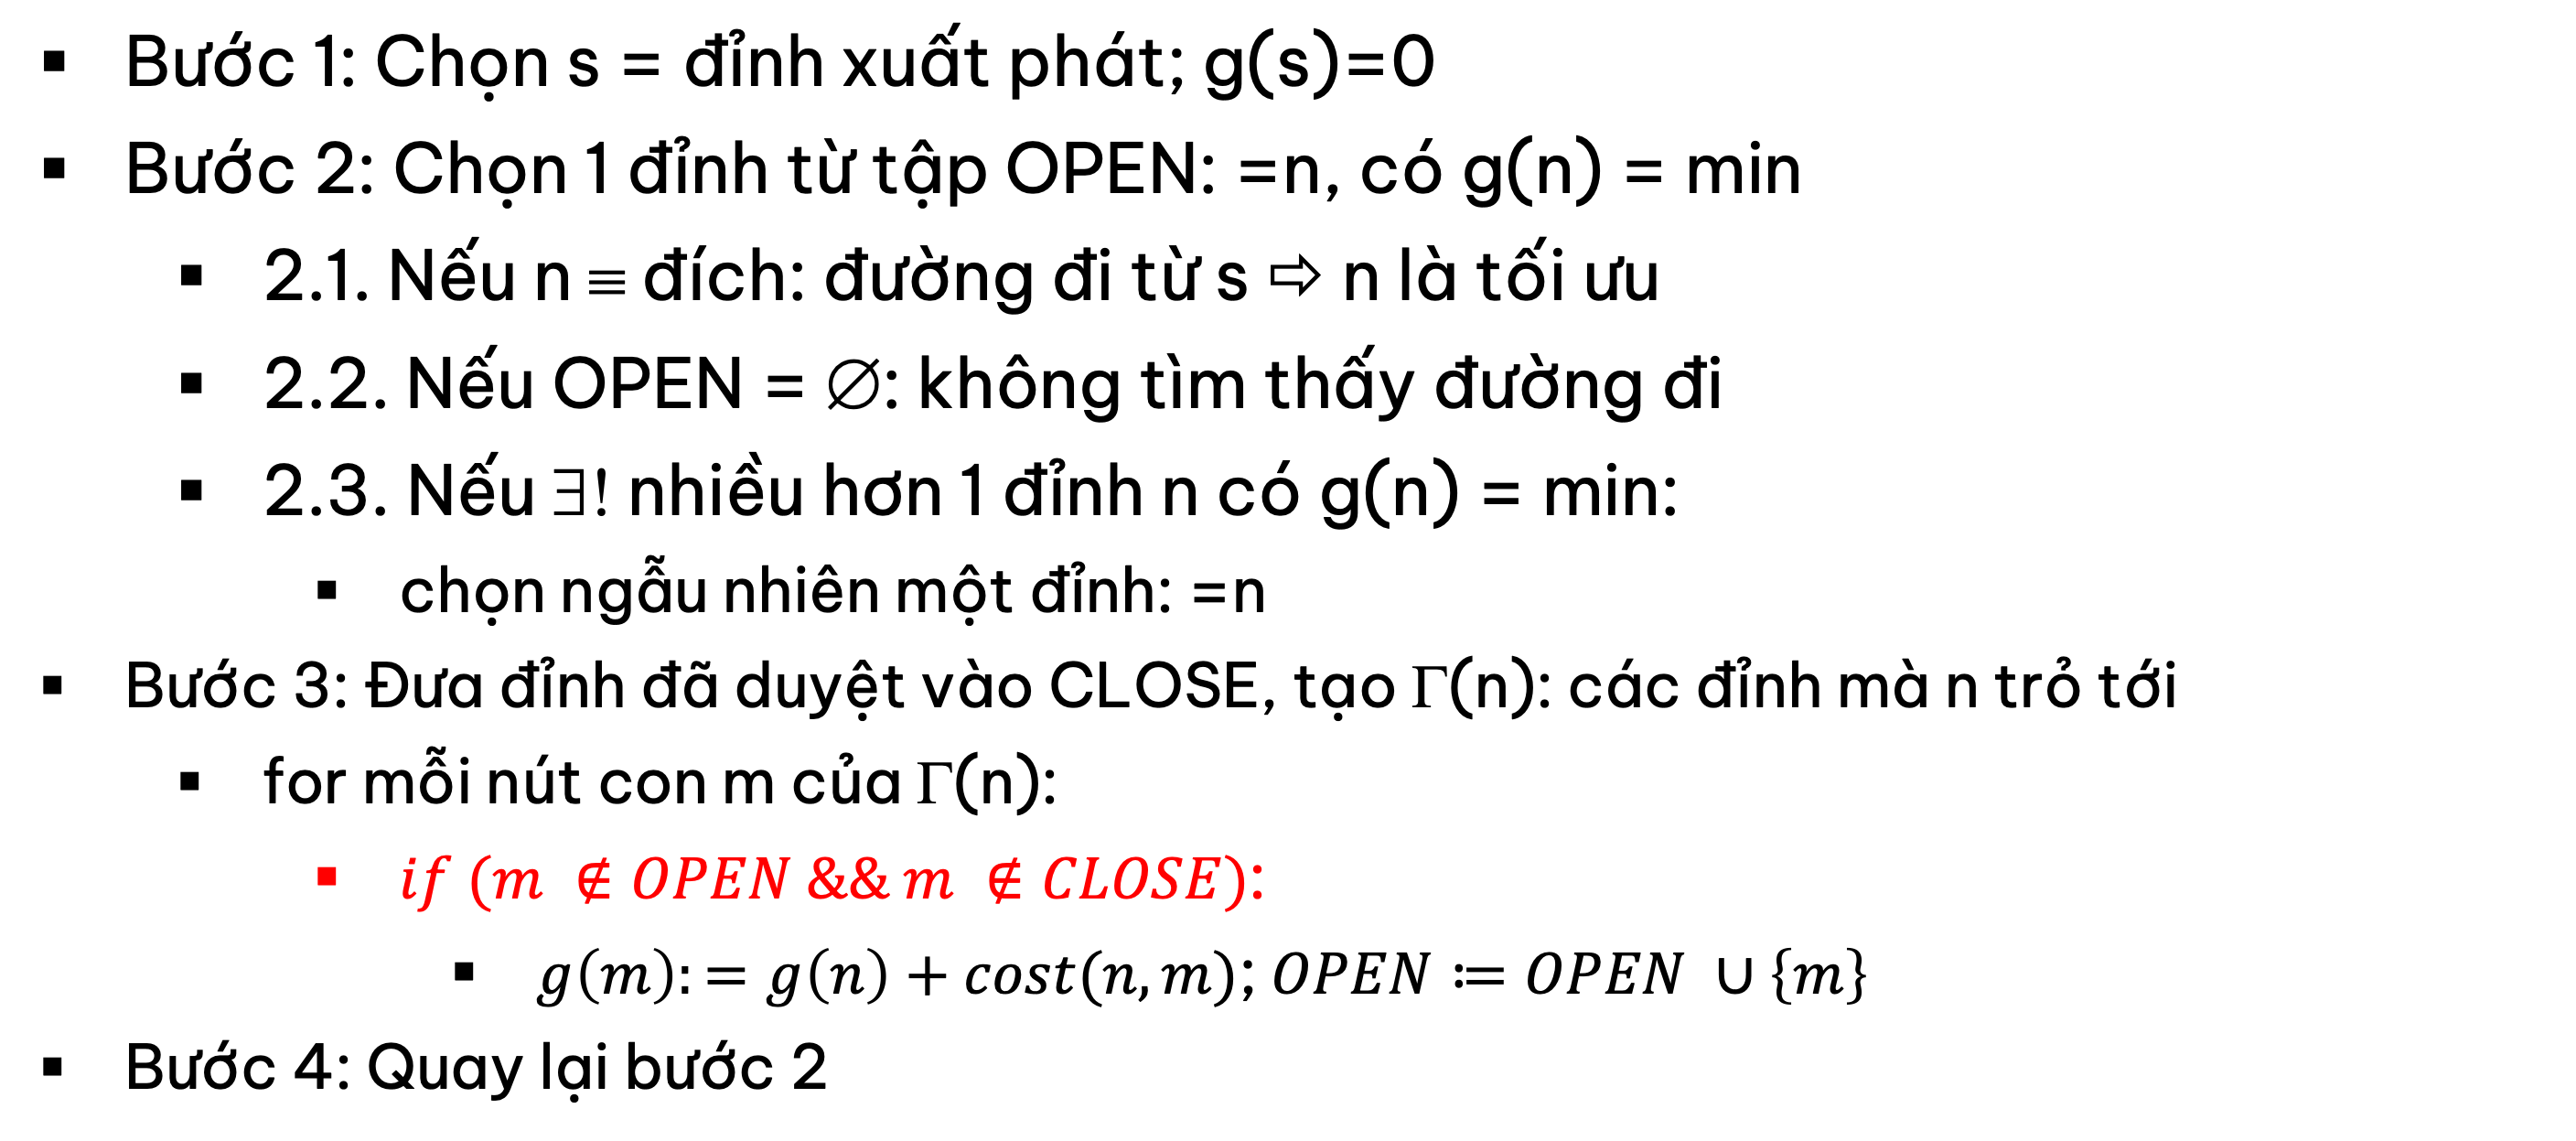 ▪ Bước 1: Chọn s = đỉnh xuất phát; g(s)=0
▪ Bước 2: Chọn 1 đỉnh từ tập OPEN: =n, có g(n) = min
▪ 2.1. Nếu n ≡ đích: đường đi từ s ⇨ n là tối ưu
▪ 2.2. Nếu OPEN = ∅: không tìm thấy đường đi
▪ 2.3. Nếu ∃! nhiều hơn 1 đỉnh n có g(n) = min:
▪ chọn ngẫu nhiên một đỉnh: =n
▪ Bước 3: Đưa đỉnh đã duyệt vào CLOSE, tạo Γ(n): các đỉnh mà n trỏ tới
▪ for mỗi nút con m của Γ(n):
▪ if (m ∉ OPEN && m ∉ CLOSE):
▪ g(m): = g(n) + cost(n, m); OPEN ≔ OPEN ∪ {m}
▪ Bước 4: Quay lại bước 2